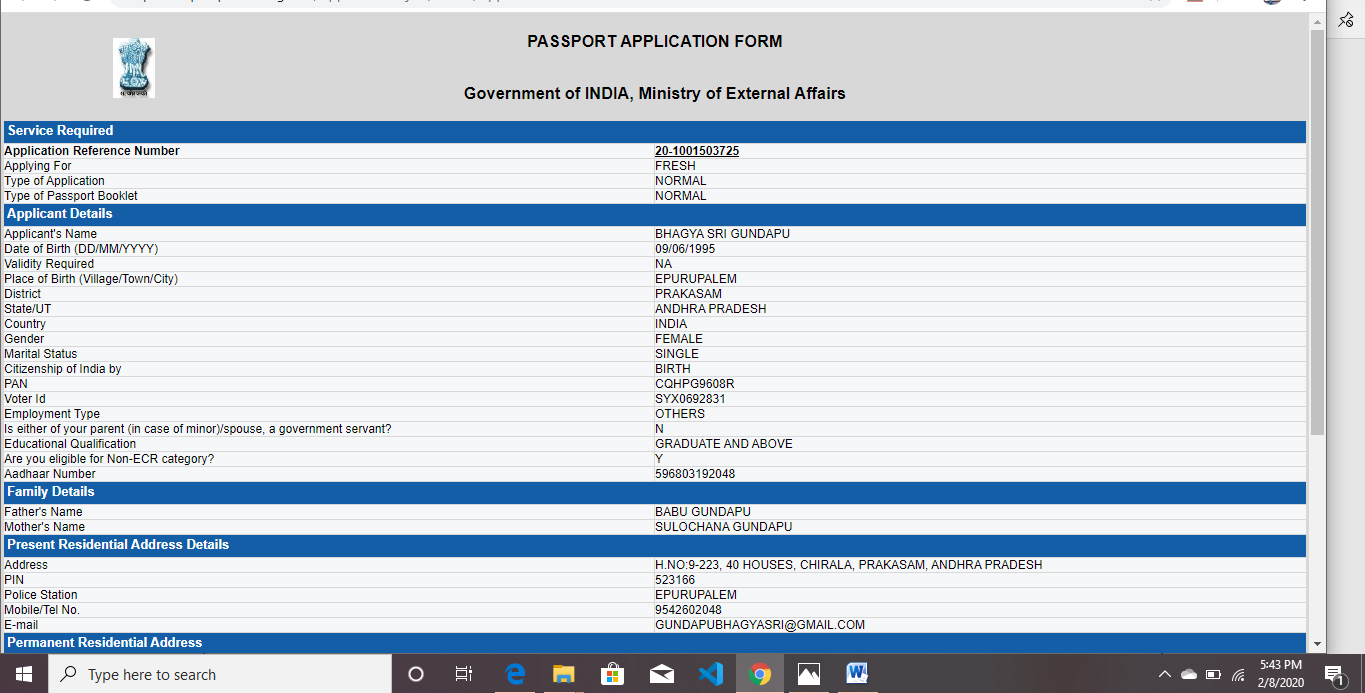 PASSPORT APPLICATION FORM
Government of INDIA, Ministry of External Affairs
Service Required
Application Reference Number 20-1001503725
Applying For FRESH
Type of Application NORMAL
Type of Passport Booklet NORMAL
Applicant Details
Applicant's Name BHAGYA SRI GUNDAPU
Date of Birth (DD/MM/YYYY) 09/06/1995
Validity Required NA
Place of Birth (Village/Town/City) EPURUPALEM
District PRAKASAM
State/UT ANDHRA PRADESH
Country INDIA
Gender FEMALE
Marital Status SINGLE
Citizenship of India by BIRTH
PAN CQHPG9608R
Voter Id SYX0692831
Employment Type OTHERS
Is either of your parent (in case of minor)/spouse, a government servant? N
Educational Qualification GRADUATE AND ABOVE
Are you eligible for Non-ECR category? Y
Aadhaar Number 596803192048
Family Details
Father's Name BABU GUNDAPU
Mother's Name SULOCHANA GUNDAPU
Present Residential Address Details
Address H.NO:9-223, 40 HOUSES, CHIRALA, PRAKASAM, ANDHRA PRADESH
PIN 523166
Police Station EPURUPALEM
Mobile/Tel No. 9542602048
E-mail GUNDAPUBHAGYASRI@GMAIL.COM
Permanent Residential Address
Type here to search
5:43 PM
2/8/2020
1